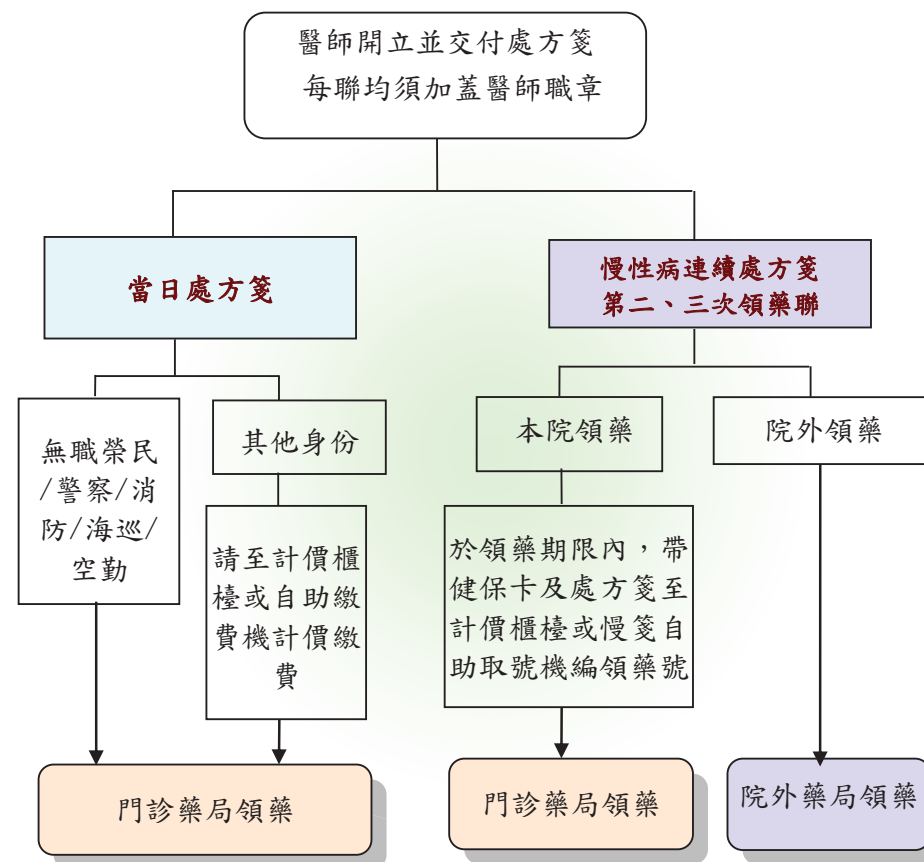 醫師開立並交付處方箋
每聯均須加蓋醫師職章
當日處方箋
慢性病連續處方箋
第二、三次領藥聯
無職榮民
/警察/消
防/海巡/
空勤
其他身份
本院領藥
院外領藥
請至計價櫃
檯或自助繳
費機計價繳
費
於領藥期限內，帶
健保卡及處方箋至
計價櫃檯或慢箋自
助取號機編領藥號
門診藥局領藥
門診藥局領藥
院外藥局領藥